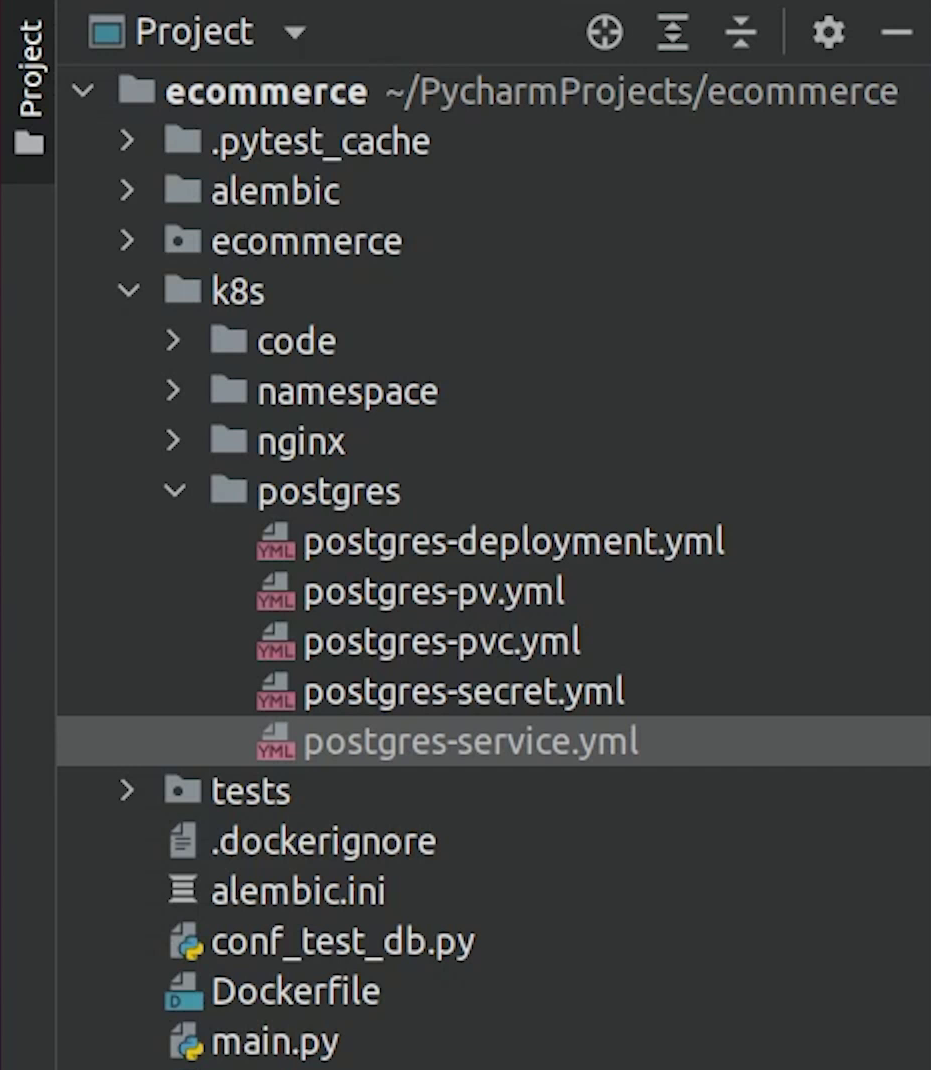 Project
Project
ecommerce ~/PycharmProjects/ecommerce
.pytest_cache
alembic
ecommerce
k8s
code
namespace
nginx
postgres
YML postgres-deployment.yml
YML postgres-pv.yml
YML postgres-pvc.yml
YML postgres-secret.yml
YML postgres-service.yml
tests
.dockerignore
alembic.ini
conf_test_db.py
D Dockerfile
main.py